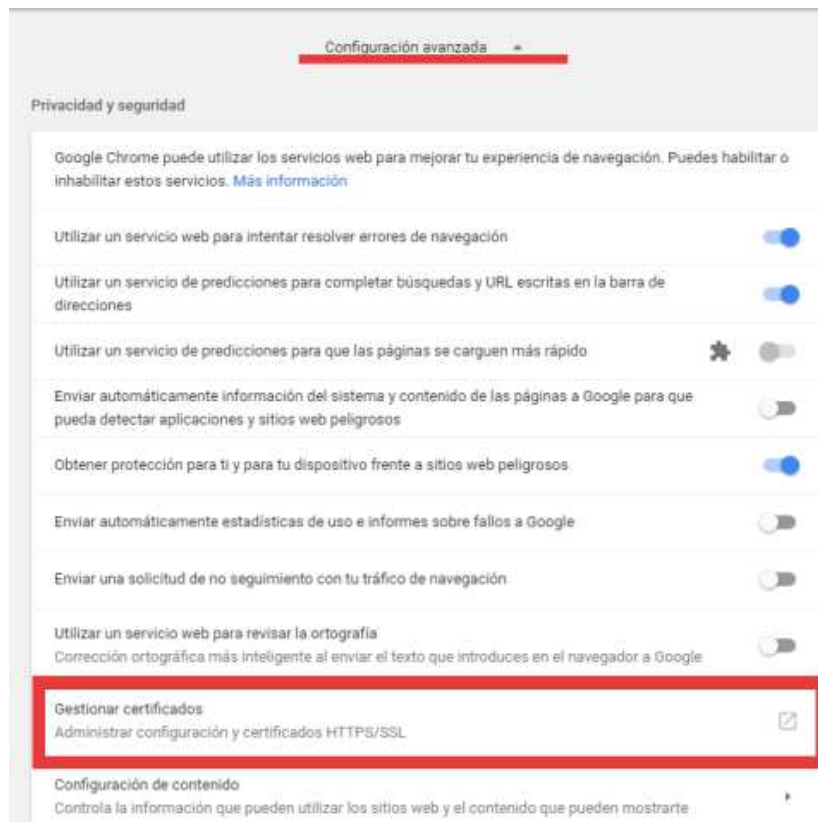 Configuración avanzada
Privacidad y seguridad
Google Chrome puede utilizar los servicios web para mejorar tu experiencia de navegación. Puedes habilitar o
inhabilitar estos servicios. Más información
Utilizar un servicio web para intentar resolver errores de navegación
Utilizar un servicio de predicciones para completar búsquedas y URL escritas en la barra de
direcciones
Utilizar un servicio de predicciones para que las páginas se carguen más rápido
Enviar automáticamente información del sistema y contenido de las páginas a Google para que
pueda detectar aplicaciones y sitios web peligrosos
Obtener protección para ti y para tu dispositivo frente a sitios web peligrosos
Enviar automáticamente estadísticas de uso e informes sobre fallos a Google
Enviar una solicitud de no seguimiento con tu tráfico de navegación
Utilizar un servicio web para revisar la ortografía
Corrección ortográfica más inteligente al enviar el texto que introduces en el navegador a Google
Gestionar certificados
Administrar configuración y certificados HTTPS/SSL
Configuración de contenido
Controla la información que pueden utilizar los sitios web y el contenido que pueden mostrarte